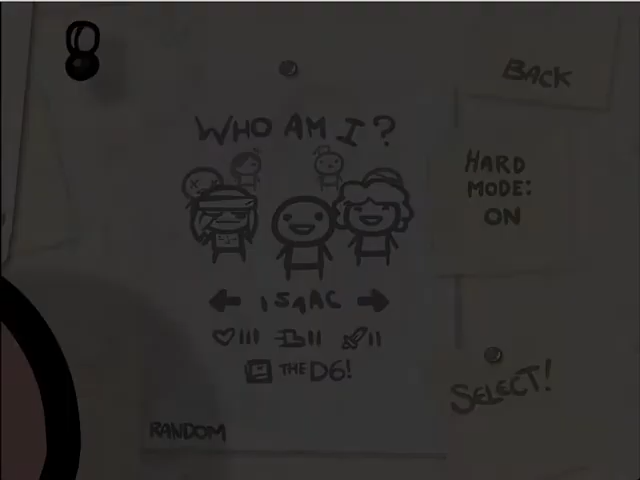 BACK
WHO AM I?
HARD
MODE:
ON
ISAAC
THE D6!
SELECT!
RANDOM